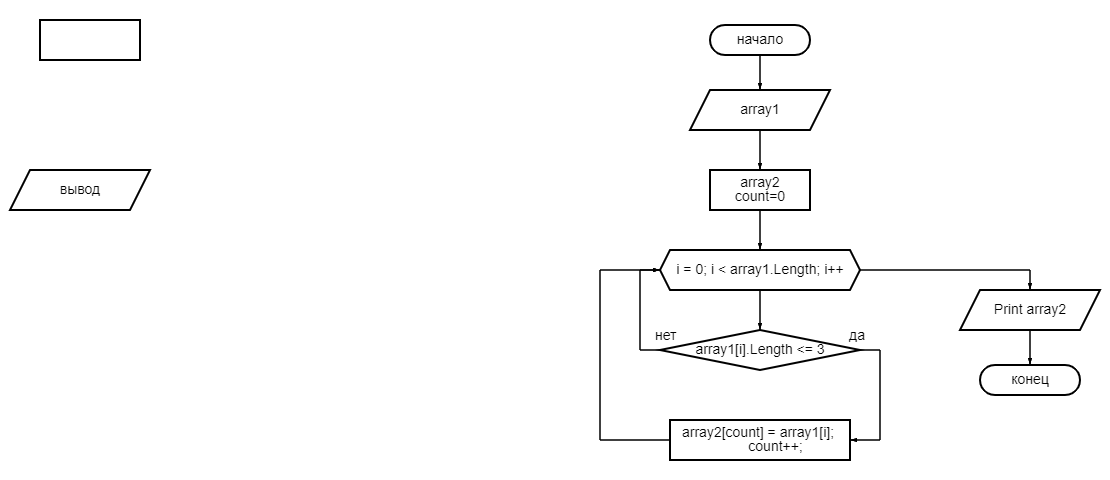 начало
array1
вывод
array2
count=0
i = 0; i < array1.Length; i++
Print array2
нет
да
array1[i].Length <= 3
конец
array2[count] = array1[i];
count++;